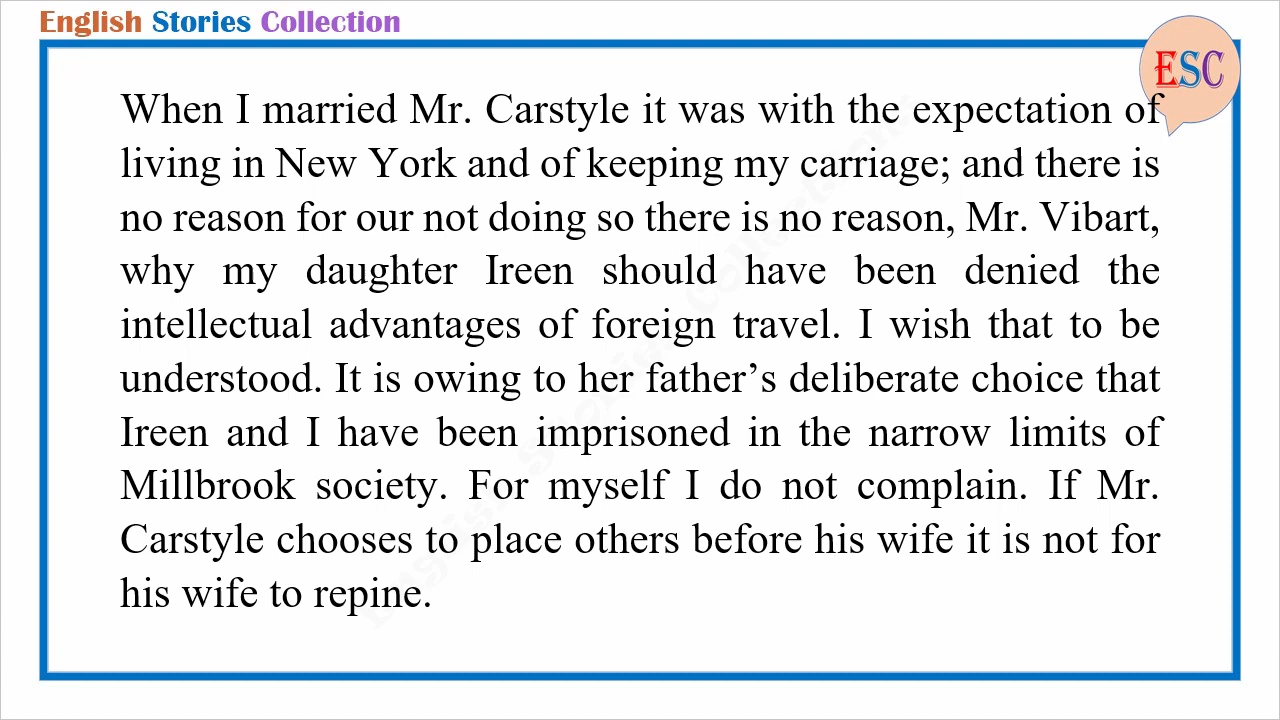 English Stories Collection
ESC
When I married Mr. Carstyle it was with the expectation of
living in New York and of keeping my carriage; and there is
no reason for our not doing so there is no reason, Mr. Vibart,
why my daughter Ireen should have been denied the
intellectual advantages of foreign travel. I wish that to be
understood. It is owing to her father’s deliberate choice that
Ireen and I have been imprisoned in the narrow limits of
Millbrook society. For myself I do not complain. If Mr.
Carstyle chooses to place others before his wife it is not for
his wife to repine.
English Stories Collections